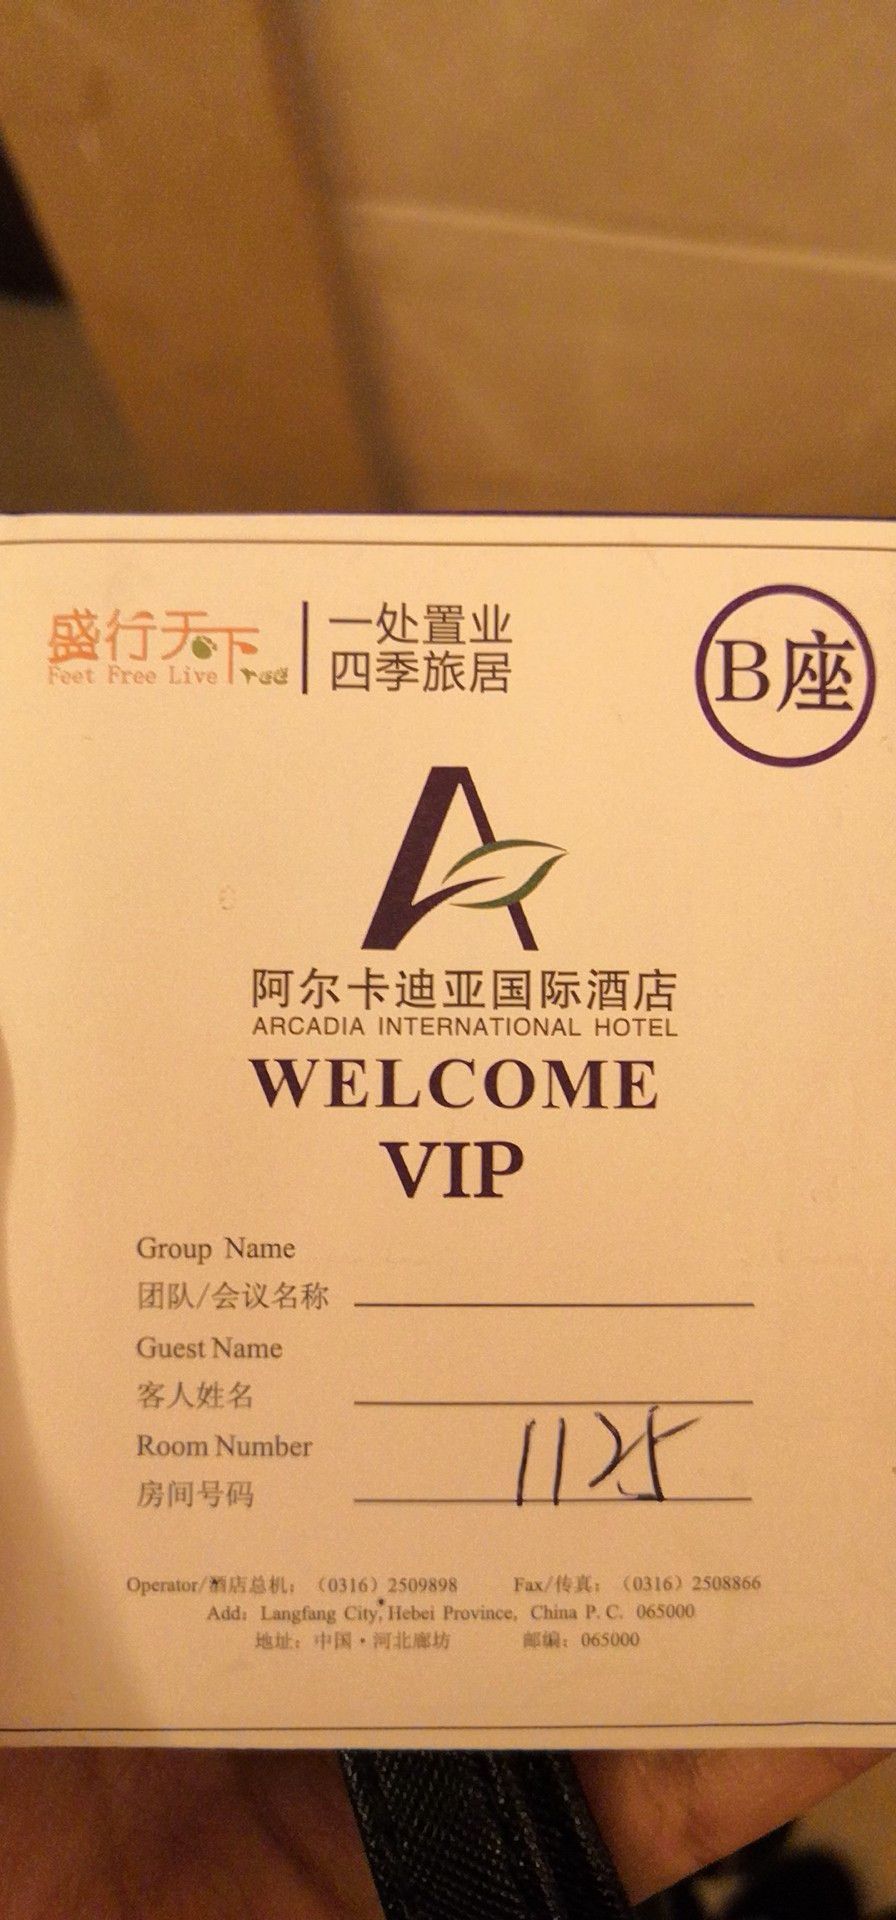 盛行天下
Feet Free Live Tree
一处置业
四季旅居
B座
阿尔卡迪亚国际酒店
ARCADIA INTERNATIONAL HOTEL
WELCOME
VIP
Group Name
团队/会议名称
Guest Name
客人姓名
Room Number
房间号码 1125
Operator/酒店总机：（0316）2509898 Fax/传真：（0316）2508866
Add：Langfang City, Hebei Province, China P.C. 065000
地址：中国·河北廊坊 邮编：065000